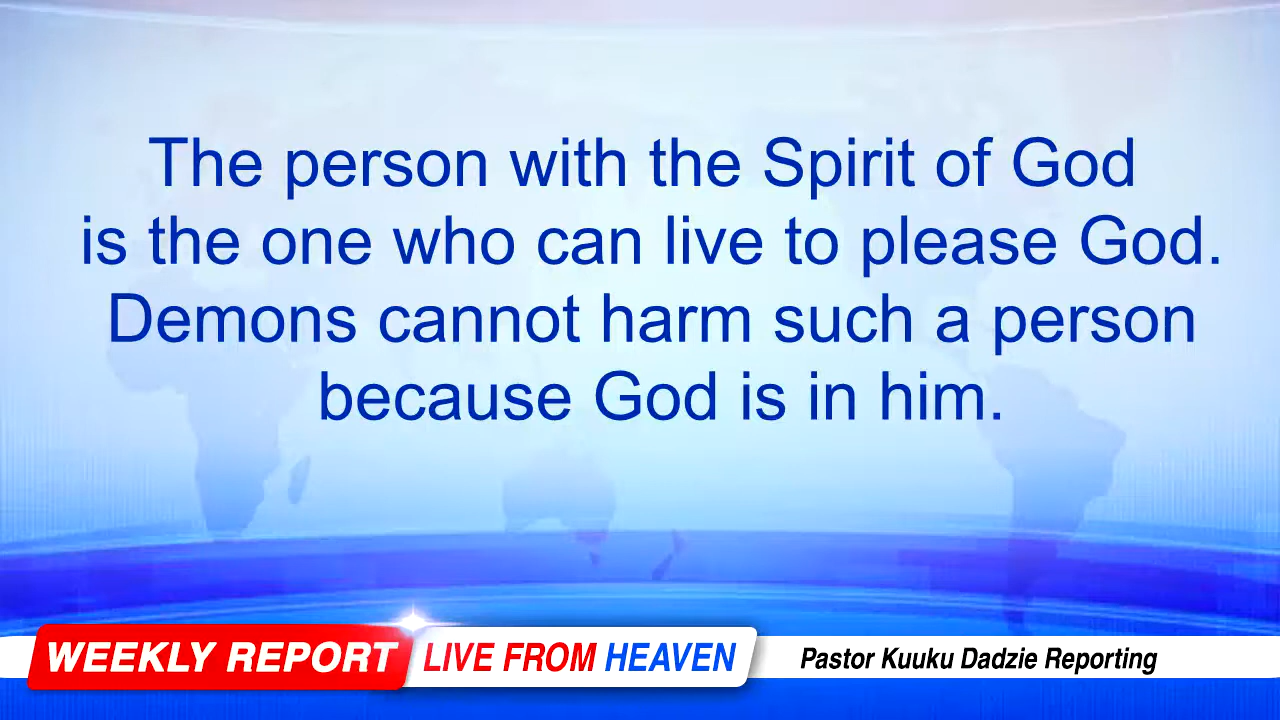 The person with the Spirit of God
is the one who can live to please God.
Demons cannot harm such a person
because God is in him.
WEEKLY REPORT LIVE FROM HEAVEN Pastor Kuuku Dadzie Reporting